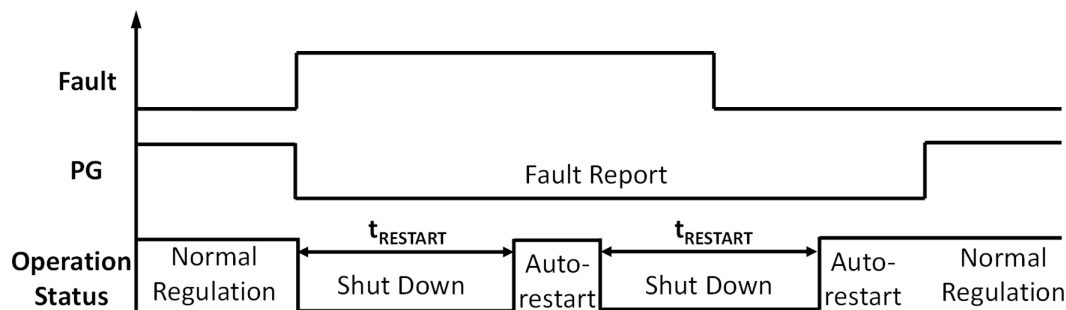 Fault
PG
Fault Report
Operation
Status
Normal
Regulation
tRESTART
Shut Down
Auto-
restart
tRESTART
Shut Down
Auto-
restart
Normal
Regulation